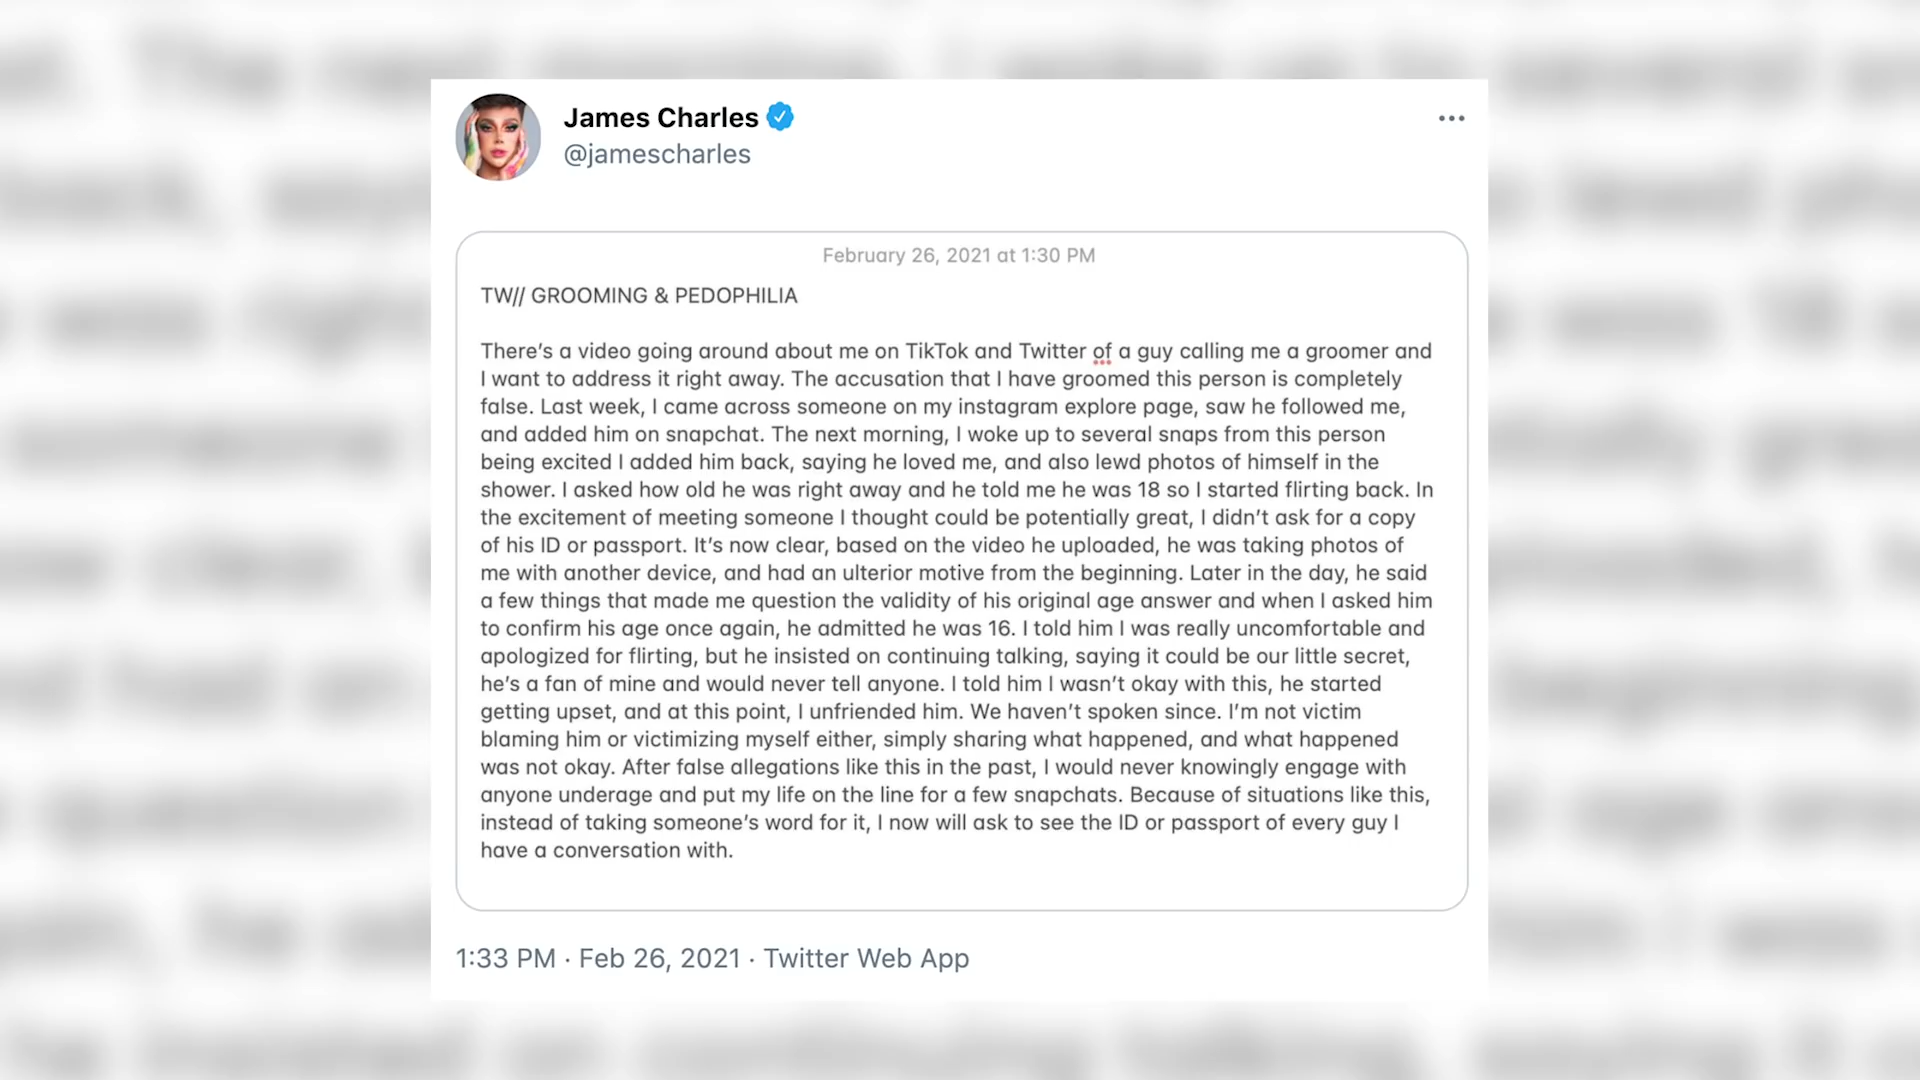 James Charles
@jamescharles
February 26, 2021 at 1:30 PM
TW// GROOMING & PEDOPHILIA
There's a video going around about me on TikTok and Twitter of a guy calling me a groomer and
I want to address it right away. The accusation that I have groomed this person is completely
false. Last week, I came across someone on my instagram explore page, saw he followed me,
and added him on snapchat. The next morning, I woke up to several snaps from this person
being excited I added him back, saying he loved me, and also lewd photos of himself in the
shower. I asked how old he was right away and he told me he was 18 so I started flirting back. In
the excitement of meeting someone I thought could be potentially great, I didn't ask for a copy
of his ID or passport. It's now clear, based on the video he uploaded, he was taking photos of
me with another device, and had an ulterior motive from the beginning. Later in the day, he said
a few things that made me question the validity of his original age answer and when I asked him
to confirm his age once again, he admitted he was 16. I told him I was really uncomfortable and
apologized for flirting, but he insisted on continuing talking, saying it could be our little secret,
he's a fan of mine and would never tell anyone. I told him I wasn't okay with this, he started
getting upset, and at this point, I unfriended him. We haven't spoken since. I'm not victim
blaming him or victimizing myself either, simply sharing what happened, and what happened
was not okay. After false allegations like this in the past, I would never knowingly engage with
anyone underage and put my life on the line for a few snapchats. Because of situations like this,
instead of taking someone's word for it, I now will ask to see the ID or passport of every guy I
have a conversation with.
1:33 PM · Feb 26, 2021 · Twitter Web App